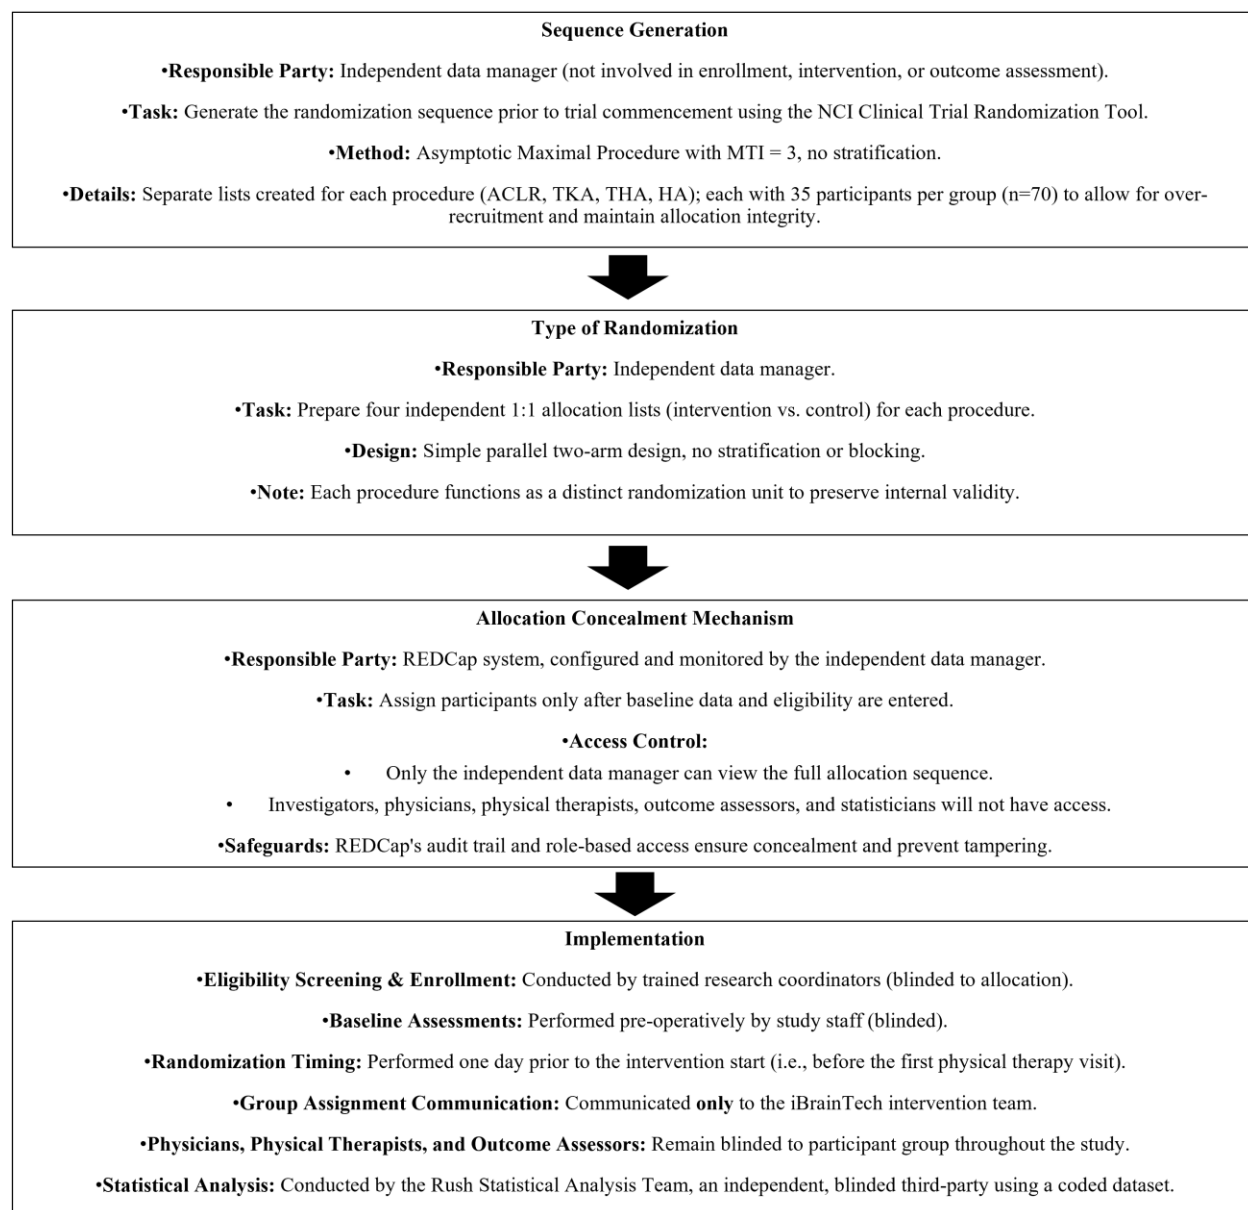 Sequence Generation
•Responsible Party: Independent data manager (not involved in enrollment, intervention, or outcome assessment).
•Task: Generate the randomization sequence prior to trial commencement using the NCI Clinical Trial Randomization Tool.
•Method: Asymptotic Maximal Procedure with MTI = 3, no stratification.
•Details: Separate lists created for each procedure (ACLR, TKA, THA, HA); each with 35 participants per group (n=70) to allow for over-
recruitment and maintain allocation integrity.
Type of Randomization
•Responsible Party: Independent data manager.
•Task: Prepare four independent 1:1 allocation lists (intervention vs. control) for each procedure.
•Design: Simple parallel two-arm design, no stratification or blocking.
•Note: Each procedure functions as a distinct randomization unit to preserve internal validity.
Allocation Concealment Mechanism
•Responsible Party: REDCap system, configured and monitored by the independent data manager.
•Task: Assign participants only after baseline data and eligibility are entered.
•Access Control:
• Only the independent data manager can view the full allocation sequence.
• Investigators, physicians, physical therapists, outcome assessors, and statisticians will not have access.
•Safeguards: REDCap's audit trail and role-based access ensure concealment and prevent tampering.
Implementation
•Eligibility Screening & Enrollment: Conducted by trained research coordinators (blinded to allocation).
•Baseline Assessments: Performed pre-operatively by study staff (blinded).
•Randomization Timing: Performed one day prior to the intervention start (i.e., before the first physical therapy visit).
•Group Assignment Communication: Communicated only to the iBrainTech intervention team.
•Physicians, Physical Therapists, and Outcome Assessors: Remain blinded to participant group throughout the study.
•Statistical Analysis: Conducted by the Rush Statistical Analysis Team, an independent, blinded third-party using a coded dataset.